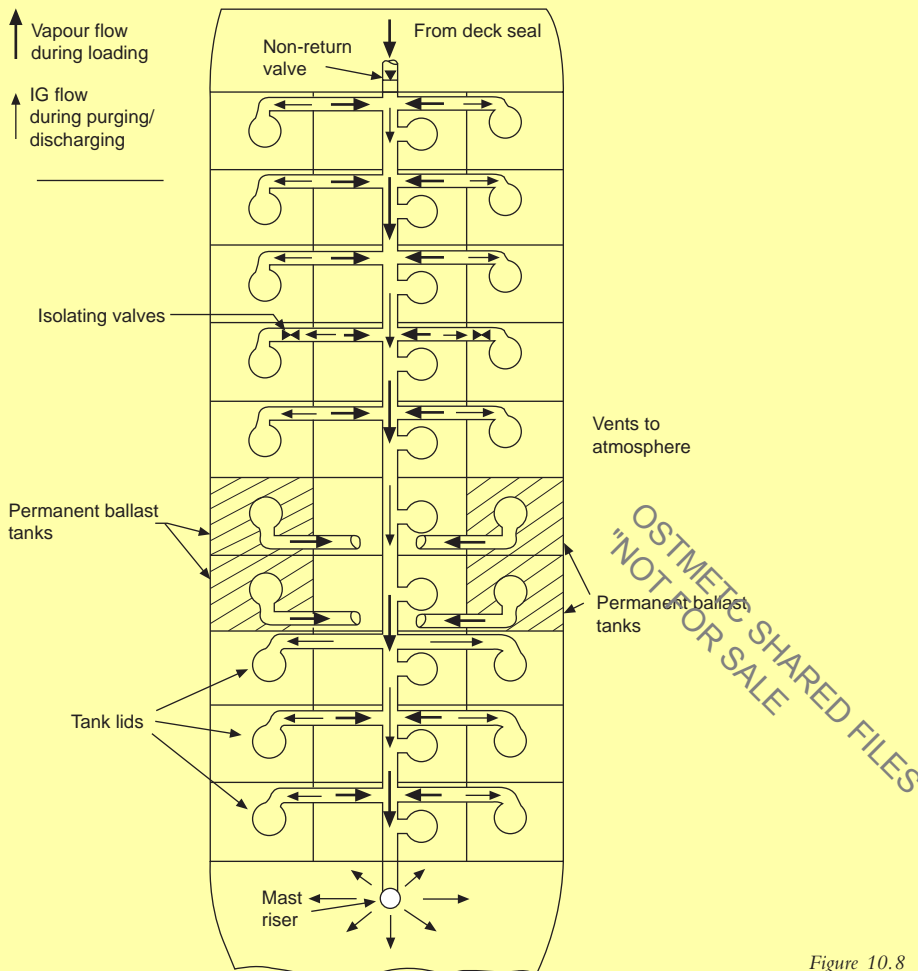 Vapour flow
during loading
IG flow
during purging/
discharging
From deck seal
Non-return
valve
Isolating valves
Vents to
atmosphere
Permanent ballast
tanks
Permanent ballast
tanks
Tank lids
Mast
riser
OSTMETC SHARED FILES
"NOT FOR SALE
Figure 10.8